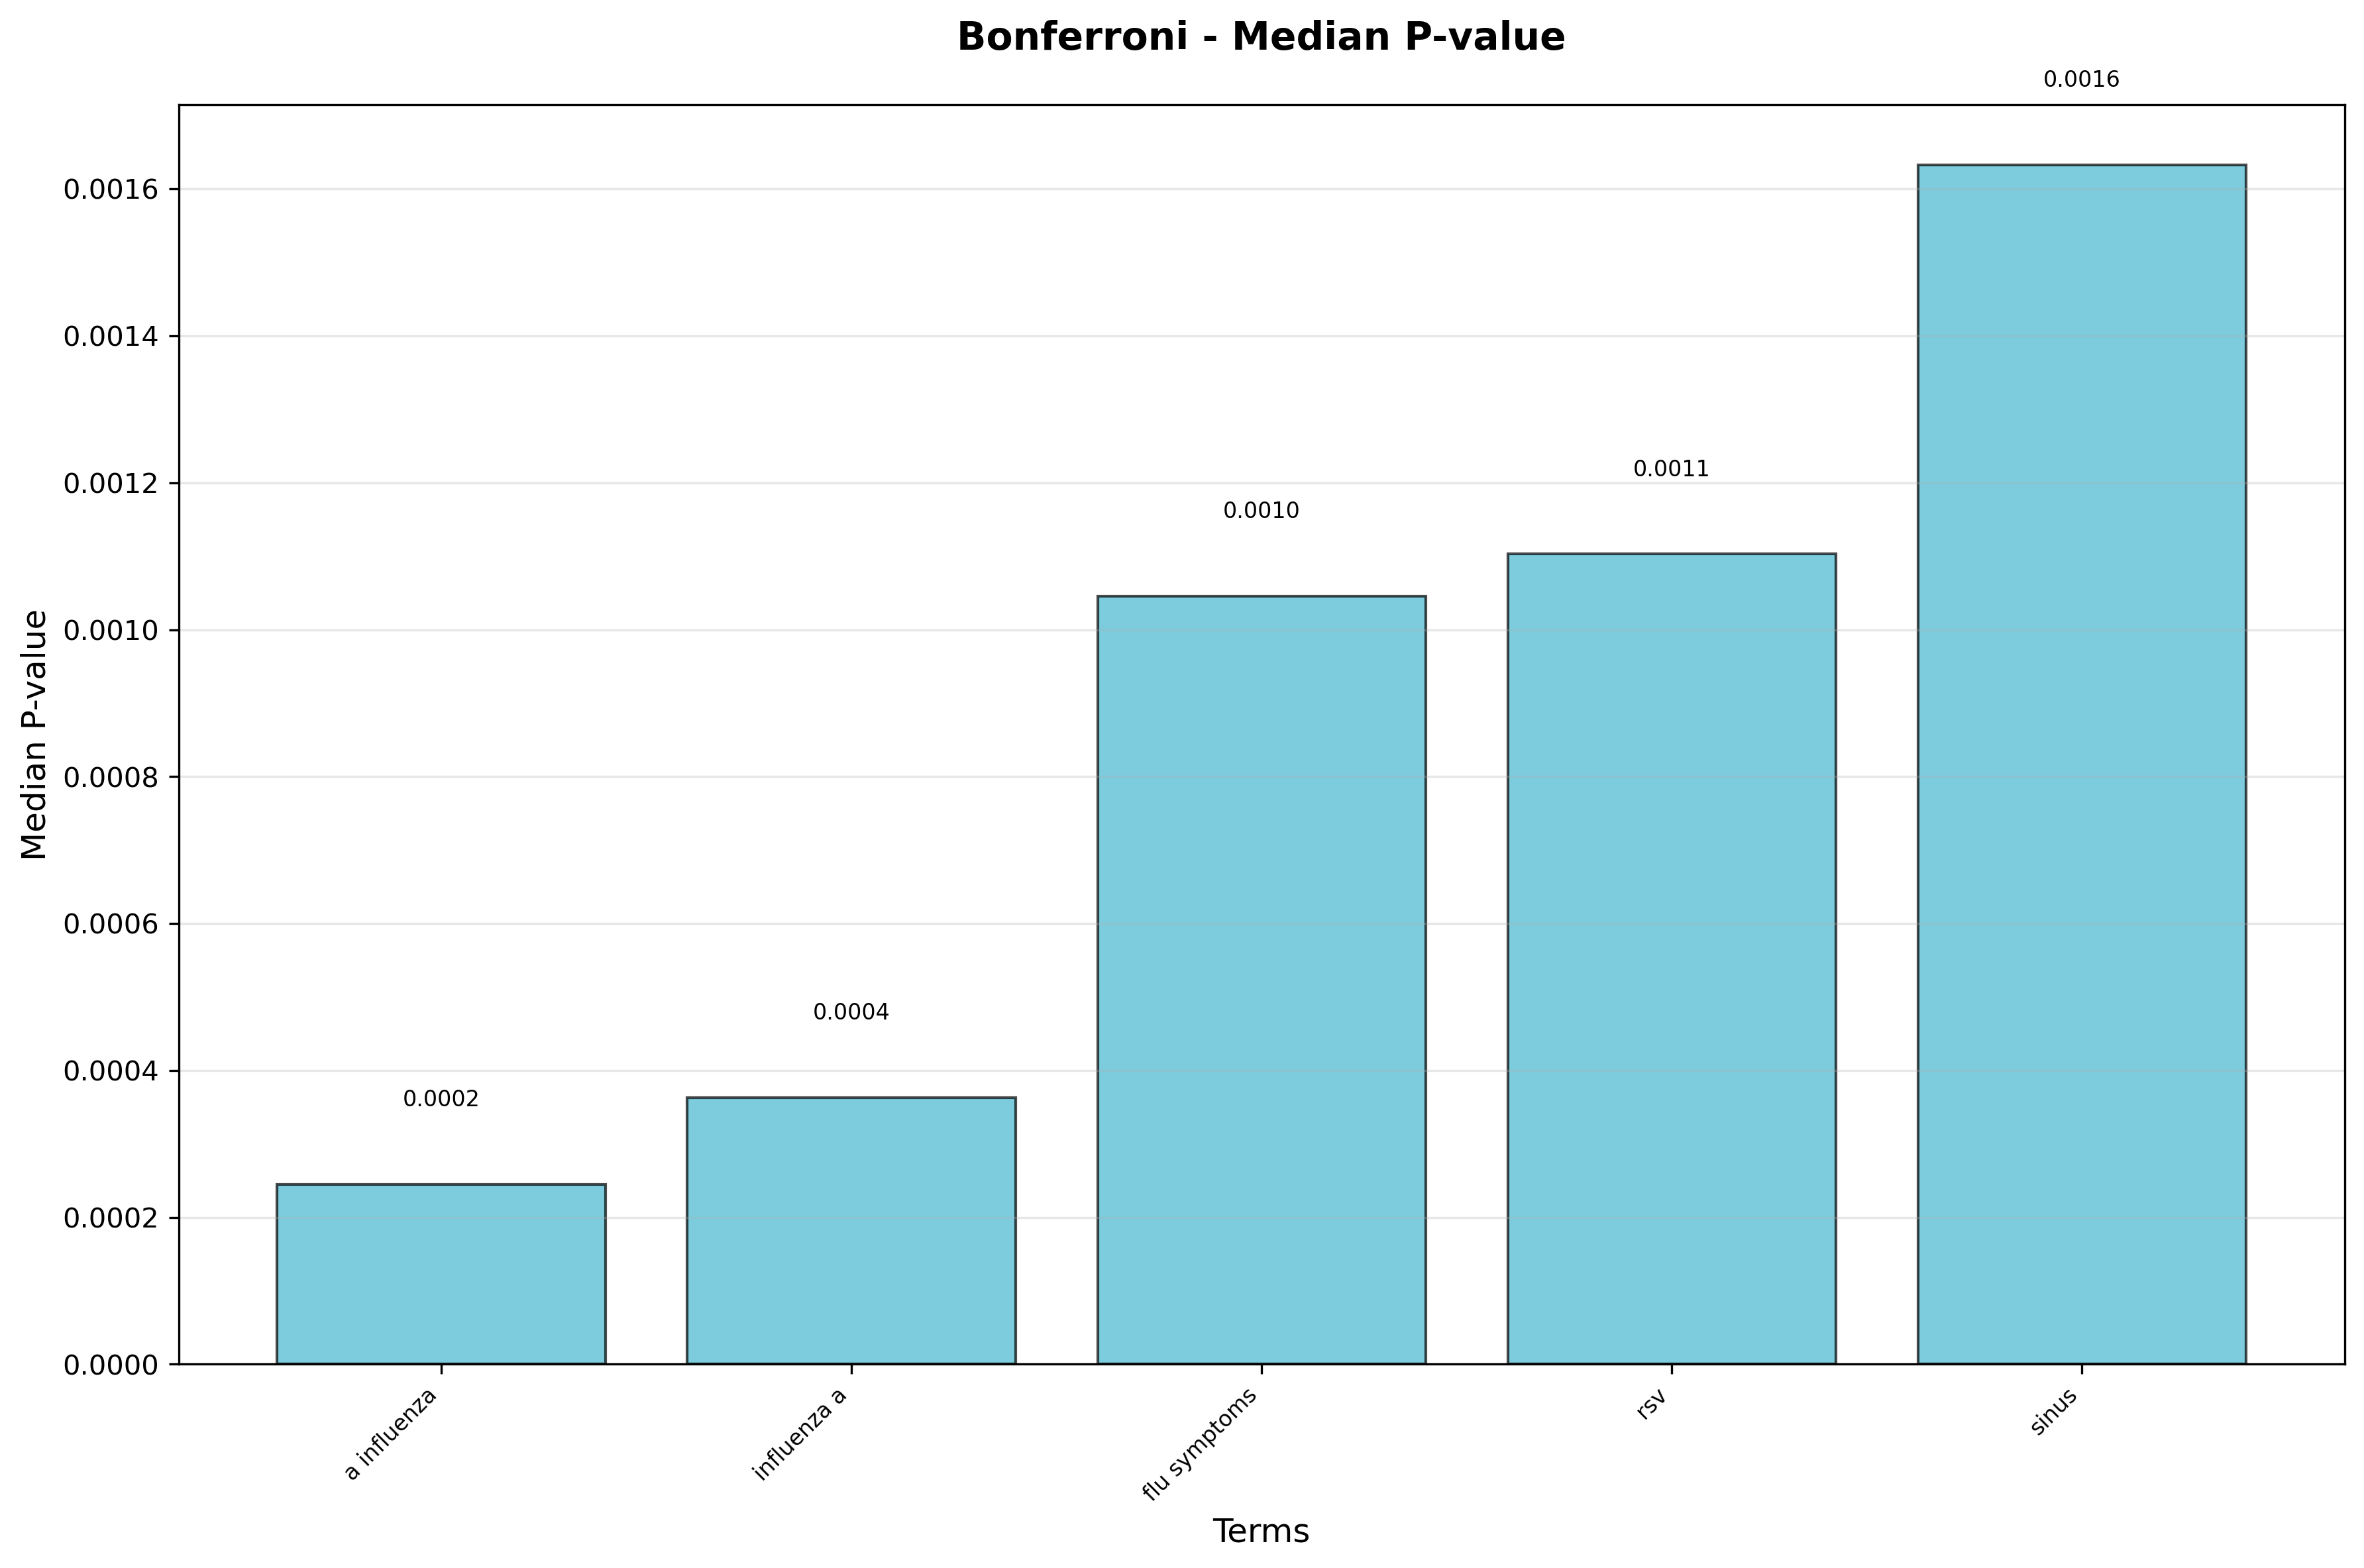 Bonferroni - Median P-value
0.0016
0.0016
0.0014
0.0012
0.0011
0.0010
0.0010
0.0008
0.0006
0.0004
0.0004
0.0002
0.0002
0.0000
Median P-value
a influenza
influenza a
flu symptoms
rsv
sinus
Terms